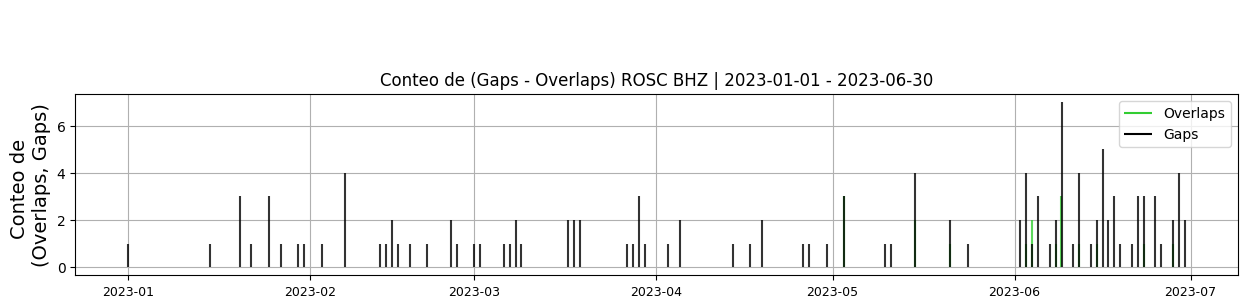 Conteo de (Gaps - Overlaps) ROSC BHZ | 2023-01-01 - 2023-06-30
Conteo de
(Overlaps, Gaps)
6
4
2
0
Overlaps
Gaps
2023-01
2023-02
2023-03
2023-04
2023-05
2023-06
2023-07